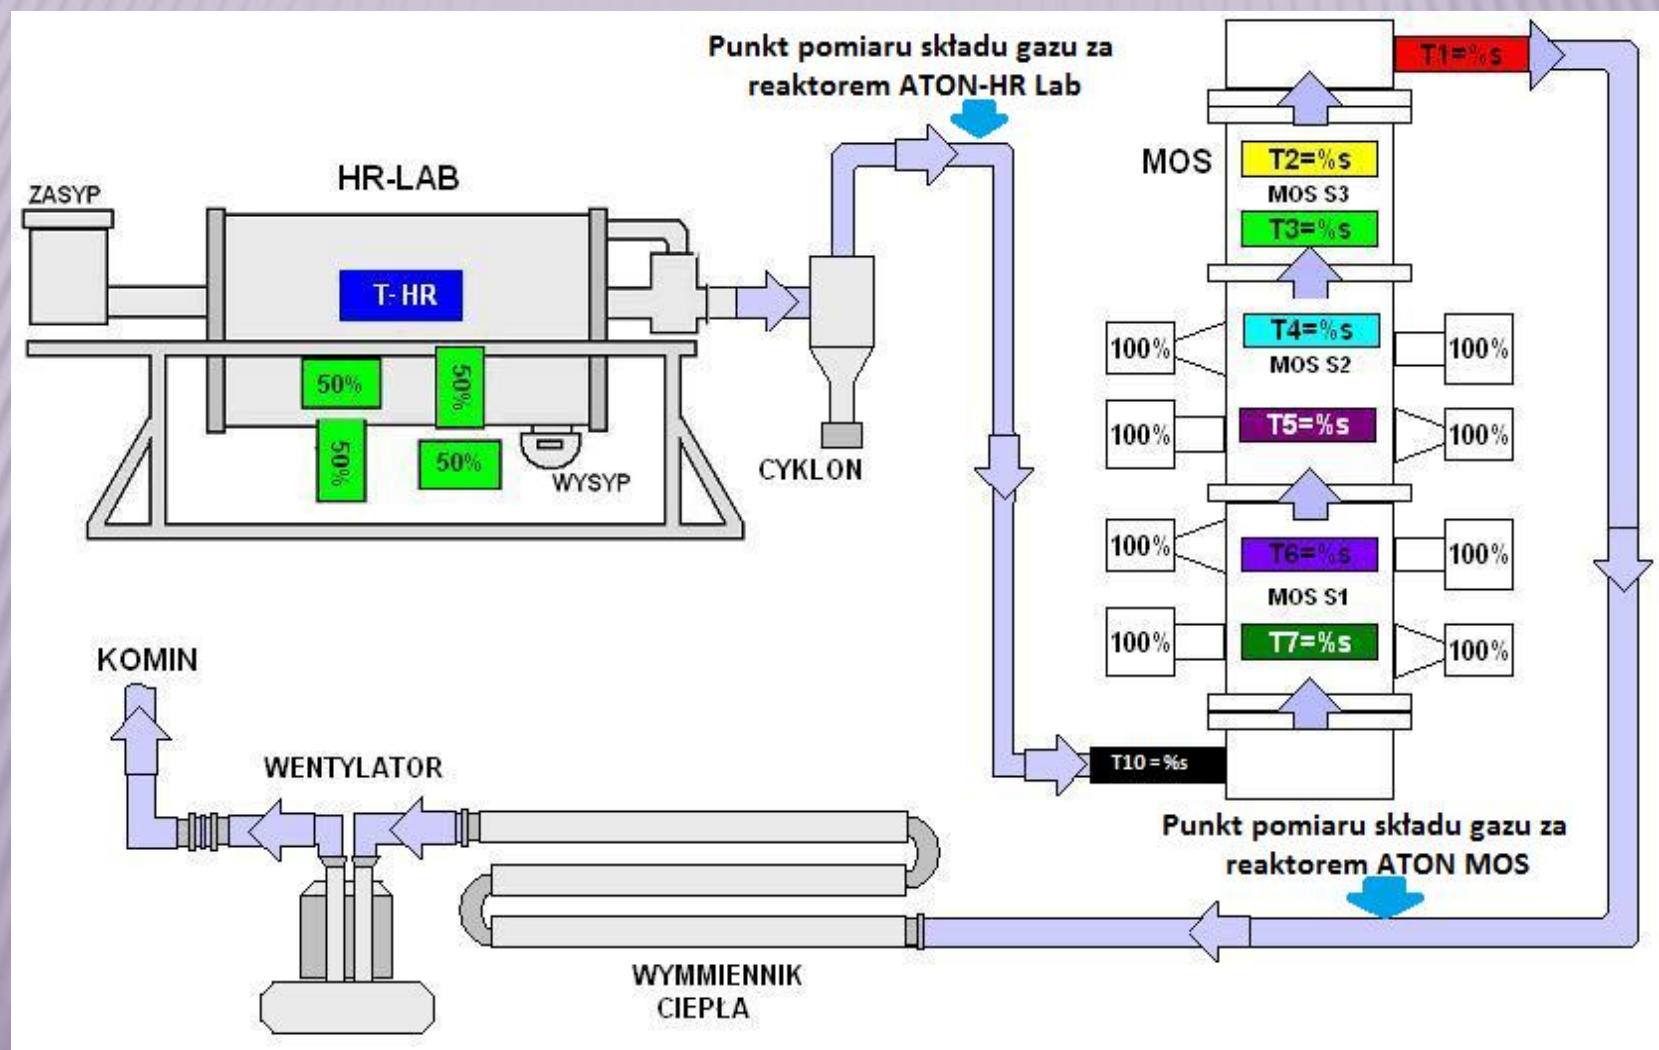 Punkt pomiaru składu gazu za
reaktorem ATON-HR Lab
T1=%s
HR-LAB
MOS
T2=%s
MOS S3
T3=%s
ZASYP
T-HR
T4=%s
MOS S2
100%
100%
50%
50%
T5=%s
100%
100%
50%
50%
WYSYP
CYKLON
T6=%s
MOS S1
100%
100%
T7=%s
100%
100%
KOMIN
WENTYLATOR
T10=%s
Punkt pomiaru składu gazu za
reaktorem ATON MOS
WYMMIENNIK
CIEPŁA